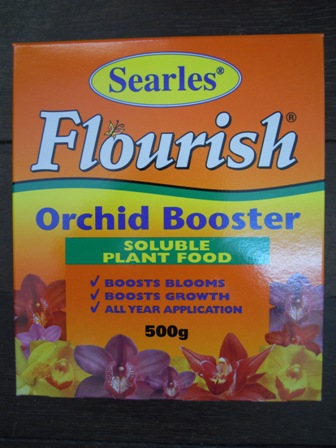 Searles®
Flourish®
Orchid Booster
SOLUBLE
PLANT FOOD
✓ BOOSTS BLOOMS
✓ BOOSTS GROWTH
✓ ALL YEAR APPLICATION
500g